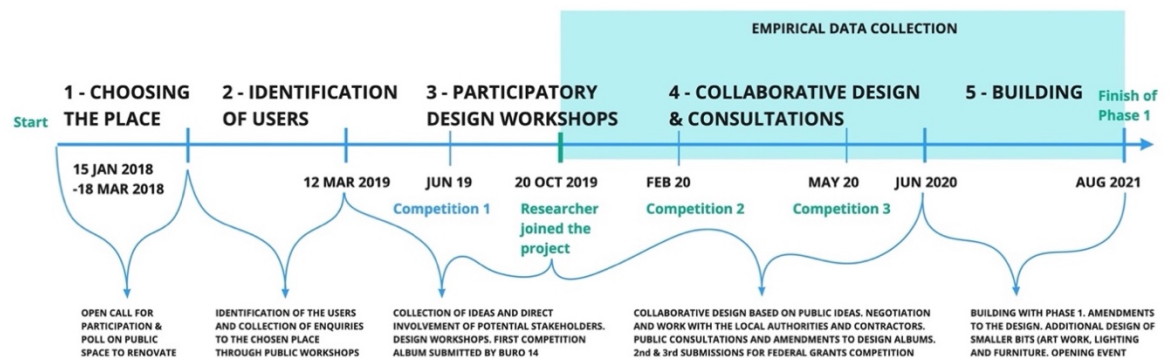 EMPIRICAL DATA COLLECTION
Start
1 - CHOOSING
THE PLACE
2 - IDENTIFICATION
OF USERS
3 - PARTICIPATORY
DESIGN WORKSHOPS
4 - COLLABORATIVE DESIGN
& CONSULTATIONS
5 - BUILDING
Finish of
Phase 1
15 JAN 2018
-18 MAR 2018
12 MAR 2019
JUN 19
20 OCT 2019
FEB 20
MAY 20
JUN 2020
AUG 2021
Competition 1
Researcher
joined the
project
Competition 2
Competition 3
OPEN CALL FOR
PARTICIPATION &
POLL ON PUBLIC
SPACE TO RENOVATE
IDENTIFICATION OF THE USERS
AND COLLECTION OF ENQUIRIES
TO THE CHOSEN PLACE
THROUGH PUBLIC WORKSHOPS
COLLECTION OF IDEAS AND DIRECT
INVOLVEMENT OF POTENTIAL STAKEHOLDERS.
DESIGN WORKSHOPS. FIRST COMPETITION
ALBUM SUBMITTED BY BURO 14
COLLABORATIVE DESIGN BASED ON PUBLIC IDEAS. NEGOTIATION
AND WORK WITH THE LOCAL AUTHORITIES AND CONTRACTORS.
PUBLIC CONSULTATIONS AND AMENDMENTS TO DESIGN ALBUMS.
2nd & 3rd SUBMISSIONS FOR FEDERAL GRANTS COMPETITION
BUILDING WITH PHASE 1. AMENDMENTS
TO THE DESIGN. ADDITIONAL DESIGN OF
SMALLER BITS (ART WORK, LIGHTING
AND FURNITURE. OPENING EVENT